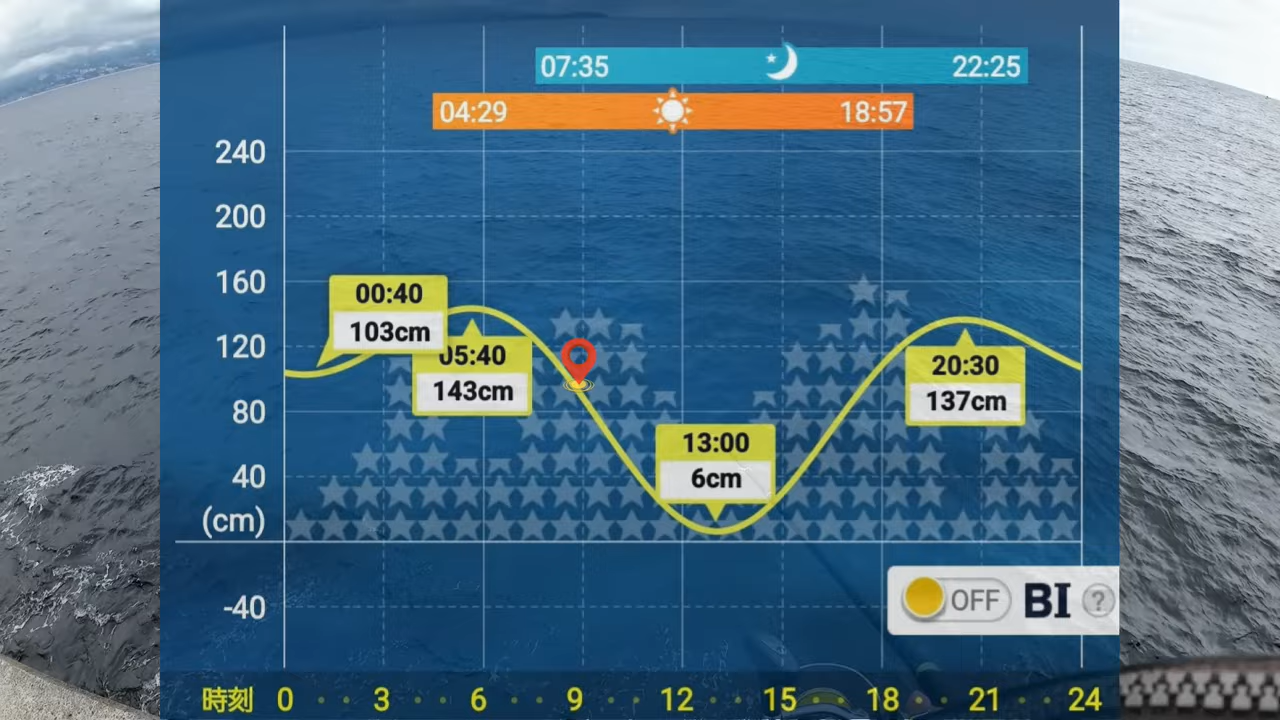 07:35 22:25
04:29 18:57
240
200
160
120
80
40
(cm)
-40
00:40
103cm
05:40
143cm
13:00
6cm
20:30
137cm
OFF BI ?
時刻 0 3 6 9 12 15 18 21 24